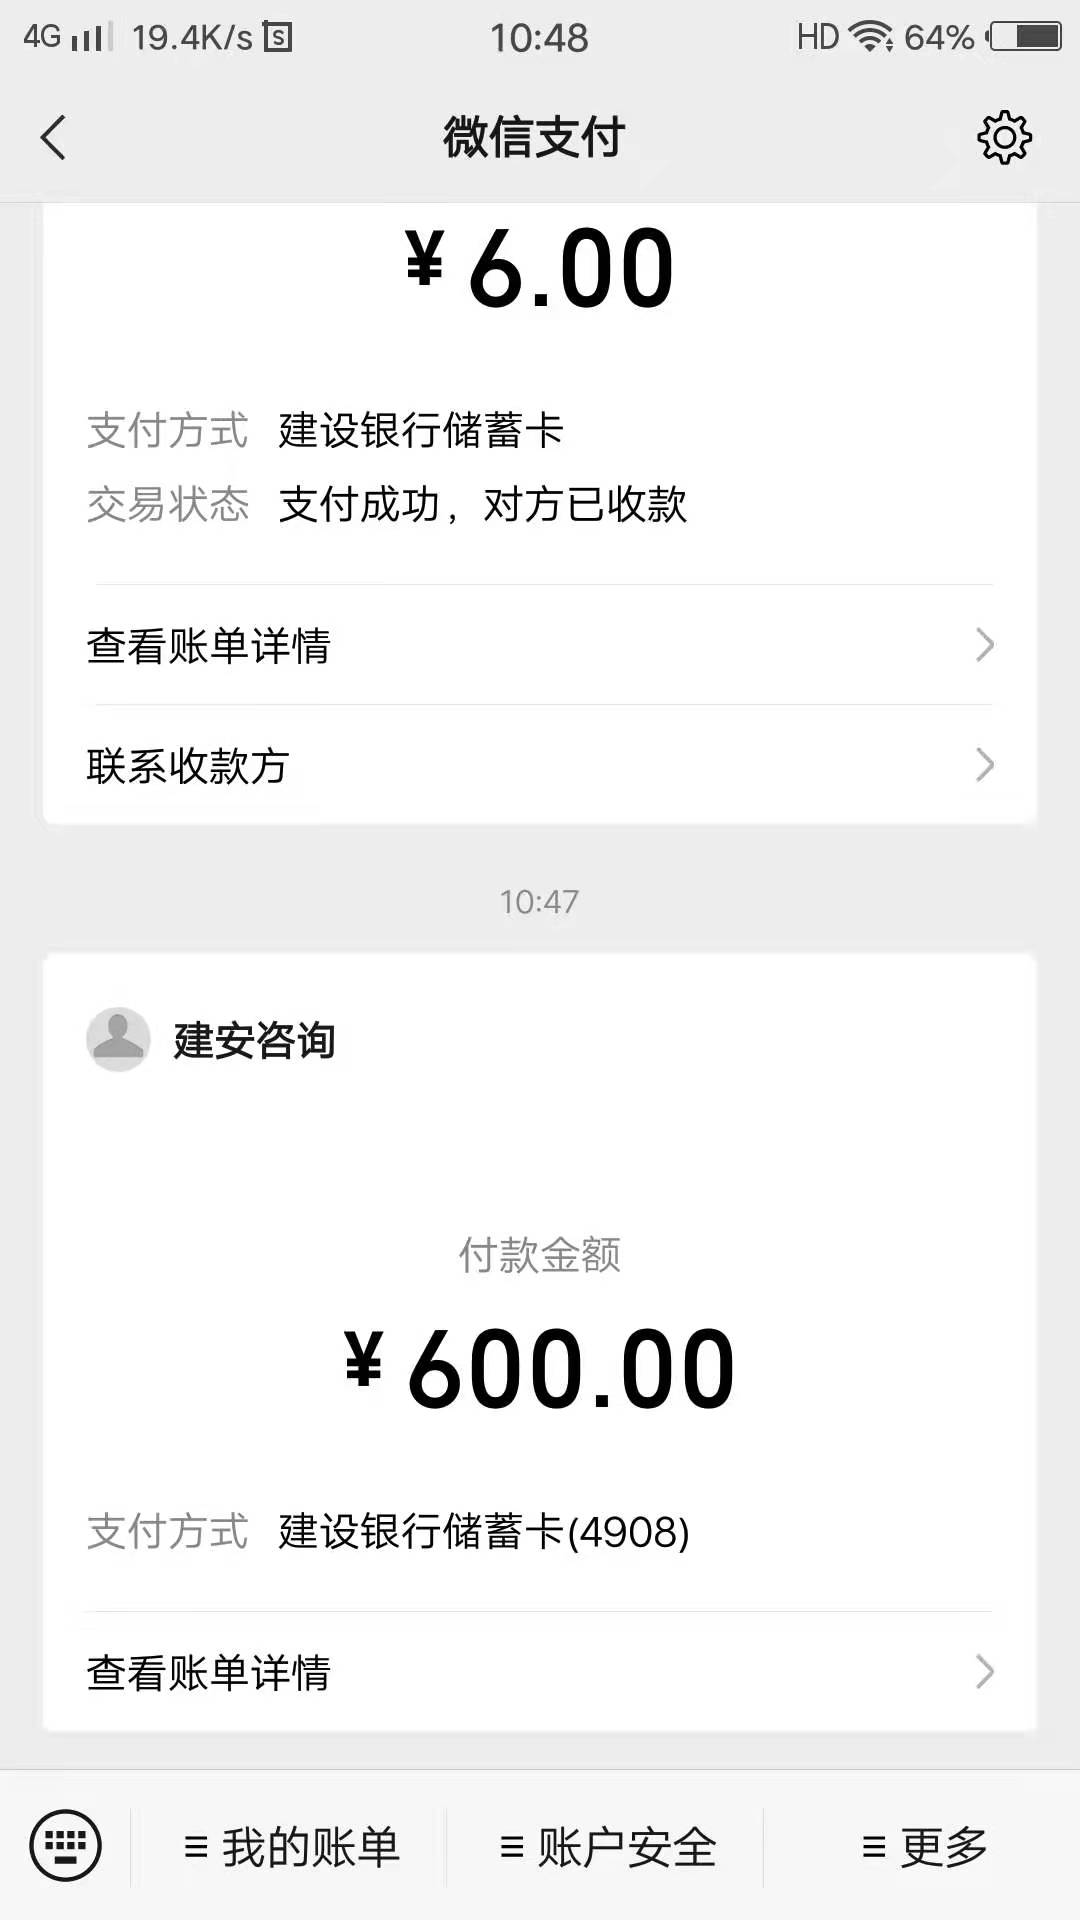 4G 19.4K/s S 10:48 HD 64%
微信支付
¥6.00
支付方式 建设银行储蓄卡
交易状态 支付成功，对方已收款
查看账单详情
联系收款方
10:47
建安咨询
付款金额
¥600.00
支付方式 建设银行储蓄卡(4908)
查看账单详情
我的账单 账户安全 更多